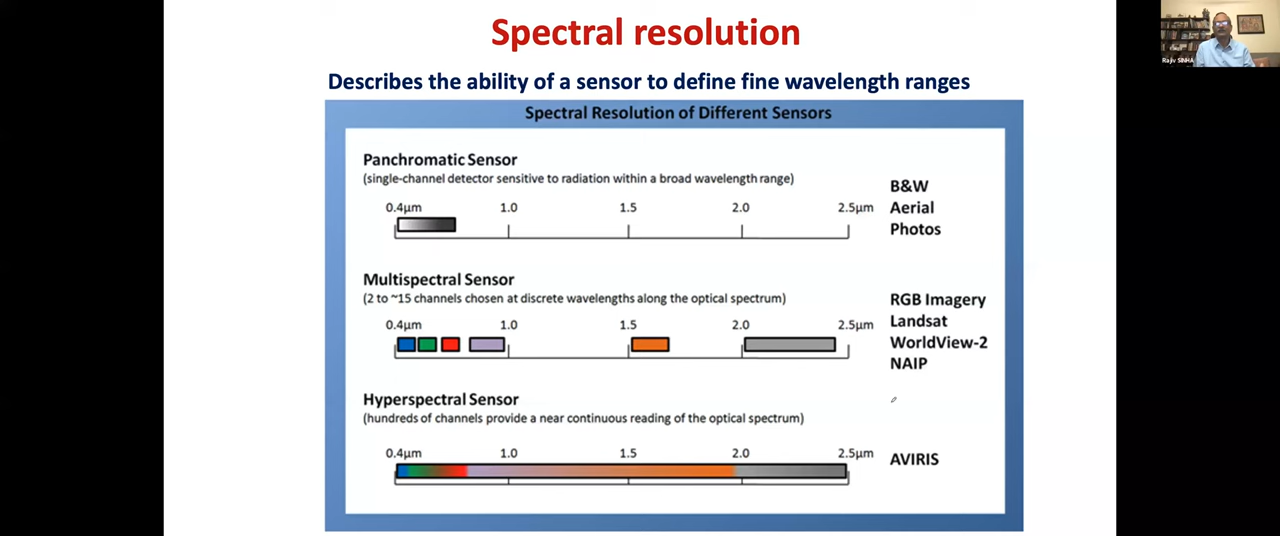 Spectral resolution
Rajiv SINHA
Describes the ability of a sensor to define fine wavelength ranges
Spectral Resolution of Different Sensors
Panchromatic Sensor
(single-channel detector sensitive to radiation within a broad wavelength range)
0.4µm 1.0 1.5 2.0 2.5µm
B&W
Aerial
Photos
Multispectral Sensor
(2 to ~15 channels chosen at discrete wavelengths along the optical spectrum)
0.4µm 1.0 1.5 2.0 2.5µm
RGB Imagery
Landsat
WorldView-2
NAIP
Hyperspectral Sensor
(hundreds of channels provide a near continuous reading of the optical spectrum)
0.4µm 1.0 1.5 2.0 2.5µm
AVIRIS